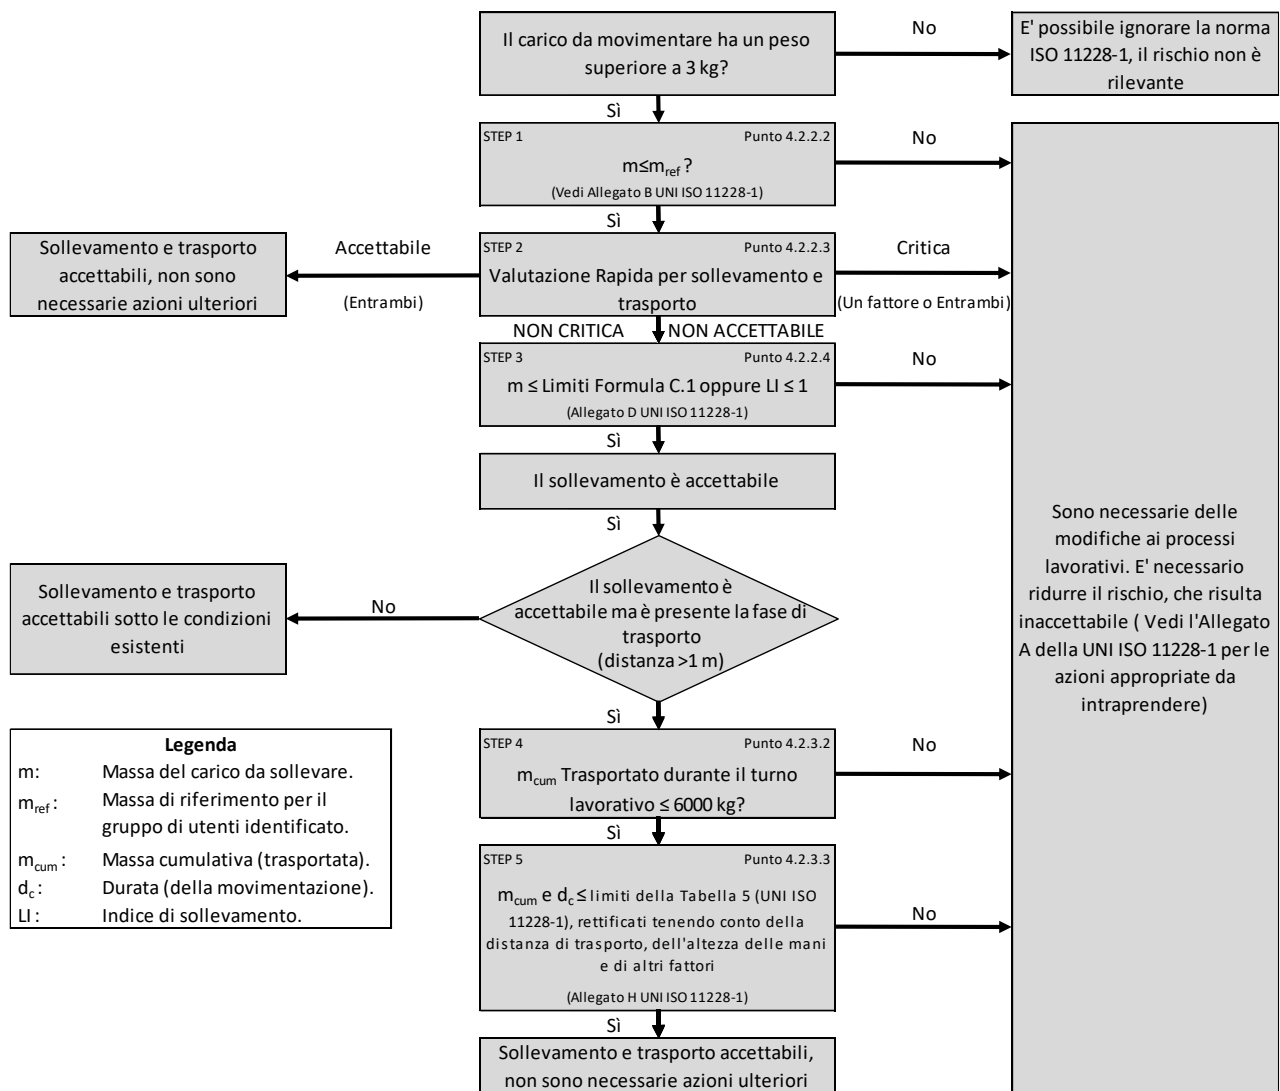 Il carico da movimentare ha un peso
superiore a 3 kg?
No
E' possibile ignorare la norma
ISO 11228-1, il rischio non è
rilevante
Sì
STEP 1 Punto 4.2.2.2
m≤mref ?
(Vedi Allegato B UNI ISO 11228-1)
No
Sì
Sollevamento e trasporto
accettabili, non sono
necessarie azioni ulteriori
Accettabile
(Entrambi)
STEP 2 Punto 4.2.2.3
Valutazione Rapida per sollevamento e
trasporto
Critica
(Un fattore o Entrambi)
NON CRITICA NON ACCETTABILE
STEP 3 Punto 4.2.2.4
m ≤ Limiti Formula C.1 oppure LI ≤ 1
(Allegato D UNI ISO 11228-1)
No
Sì
Il sollevamento è accettabile
Sì
Il sollevamento è
accettabile ma è presente la fase di
trasporto
(distanza >1 m)
No
Sollevamento e trasporto
accettabili sotto le condizioni
esistenti
Sono necessarie delle
modifiche ai processi
lavorativi. E' necessario
ridurre il rischio, che risulta
inaccettabile ( Vedi l'Allegato
A della UNI ISO 11228-1 per le
azioni appropriate da
intraprendere)
Sì
STEP 4 Punto 4.2.3.2
mcum Trasportato durante il turno
lavorativo ≤ 6000 kg?
No
Sì
STEP 5 Punto 4.2.3.3
mcum e dc ≤ limiti della Tabella 5 (UNI ISO
11228-1), rettificati tenendo conto della
distanza di trasporto, dell'altezza delle mani
e di altri fattori
(Allegato H UNI ISO 11228-1)
No
Sì
Sollevamento e trasporto accettabili,
non sono necessarie azioni ulteriori
Legenda
m: Massa del carico da sollevare.
mref : Massa di riferimento per il
gruppo di utenti identificato.
mcum : Massa cumulativa (trasportata).
dc : Durata (della movimentazione).
LI : Indice di sollevamento.